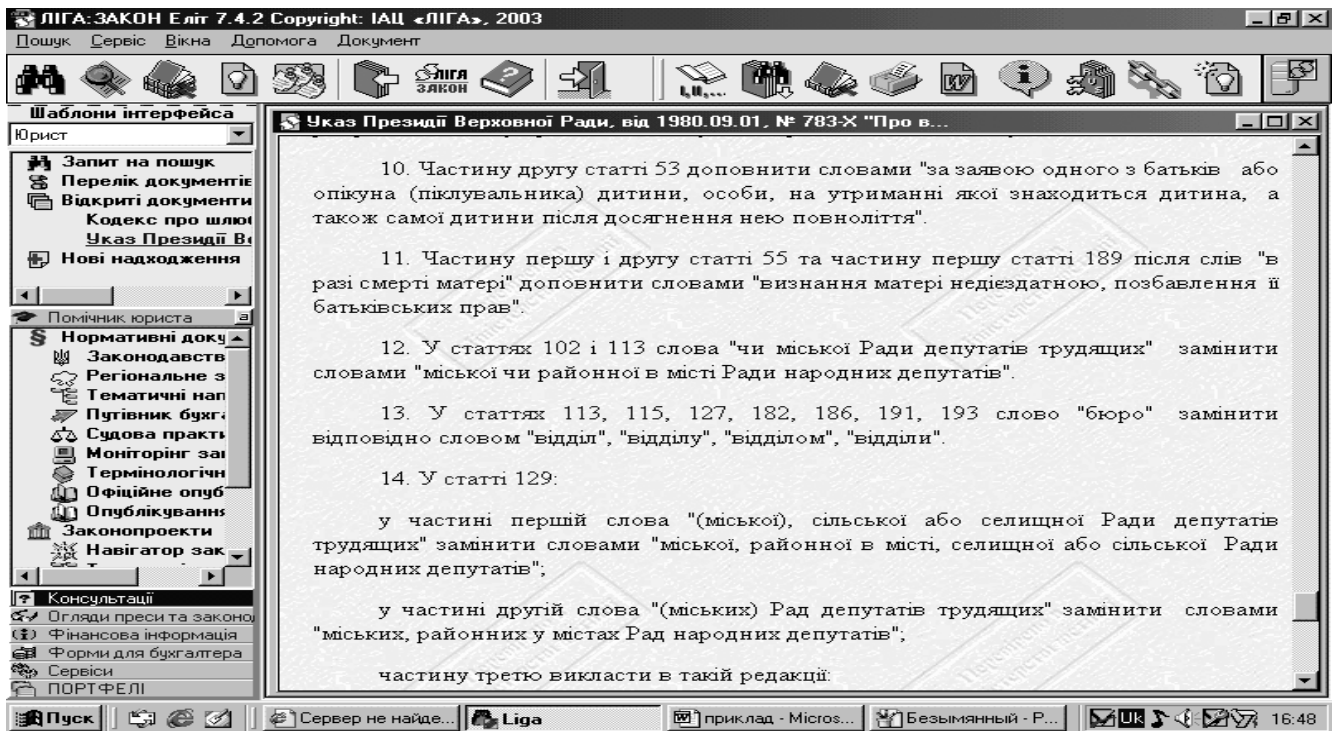 ЛІГА:ЗАКОН Еліт 7.4.2 Copyright: ІАЦ «ЛІГА», 2003
Пошук Сервіс Вікна Допомога Документ
ЛІГА ЗАКОН
I, II, ...
Шаблони інтерфейса
Юрист
Запит на пошук
Перелік документів
Відкриті документи
Кодекс про шлю
Указ Президії Ве
Нові надходження
Помічник юриста
Нормативні доку
Законодавств
Регіональне з
Тематичні нап
Путівник бухга
Судова практи
Моніторінг за
Термінологічн
Офіційне опуб
Опублікування
Законопроекти
Навігатор зак
Консультації
Огляди преси та законо
Фінансова інформація
Форми для бухгалтера
Сервіси
ПОРТФЕЛІ
Указ Президії Верховної Ради, від 1980.09.01, № 783-X "Про в...
10. Частину другу статті 53 доповнити словами "за заявою одного з батьків або
опікуна (піклувальника) дитини, особи, на утриманні якої знаходиться дитина, а
також самої дитини після досягнення нею повноліття".
11. Частину першу і другу статті 55 та частину першу статті 189 після слів "в
разі смерті матері" доповнити словами "визнання матері недієздатною, позбавлення її
батьківських прав".
12. У статтях 102 і 113 слова "чи міської Ради депутатів трудящих" замінити
словами "міської чи районної в місті Ради народних депутатів".
13. У статтях 113, 115, 127, 182, 186, 191, 193 слово "бюро" замінити
відповідно словом "відділ", "відділу", "відділом", "відділи".
14. У статті 129:
у частині першій слова "(міської), сільської або селищної Ради депутатів
трудящих" замінити словами "міської, районної в місті, селищної або сільської Ради
народних депутатів";
у частині другій слова "(міських) Рад депутатів трудящих" замінити словами
"міських, районних у містах Рад народних депутатів";
частину третю викласти в такій редакції:
Пуск
Сервер не найде...
Liga
приклад - Micros...
Безымянный - P...
Uk
16:48